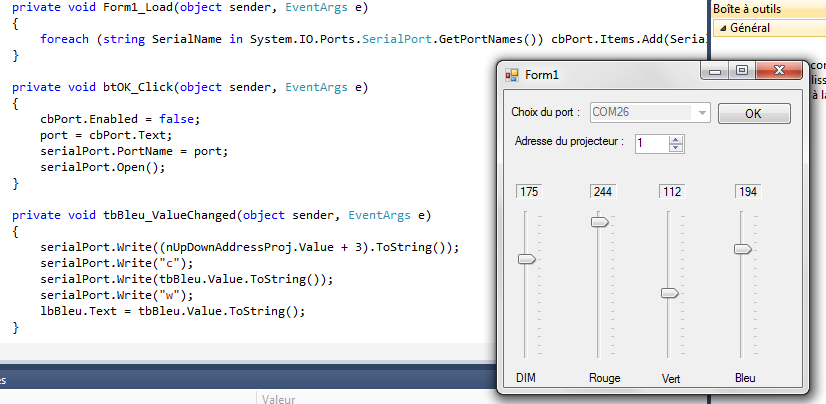 private void Form1_Load(object sender, EventArgs e)
{
foreach (string SerialName in System.IO.Ports.SerialPort.GetPortNames()) cbPort.Items.Add(Serial
}
private void btOK_Click(object sender, EventArgs e)
{
cbPort.Enabled = false;
port = cbPort.Text;
serialPort.PortName = port;
serialPort.Open();
}
private void tbBleu_ValueChanged(object sender, EventArgs e)
{
serialPort.Write((nUpDownAddressProj.Value + 3).ToString());
serialPort.Write("c");
serialPort.Write(tbBleu.Value.ToString());
serialPort.Write("w");
lbBleu.Text = tbBleu.Value.ToString();
}
Valeur
Boîte à outils
Général
Form1
Choix du port :
COM26
OK
Adresse du projecteur :
1
175
244
112
194
DIM
Rouge
Vert
Bleu